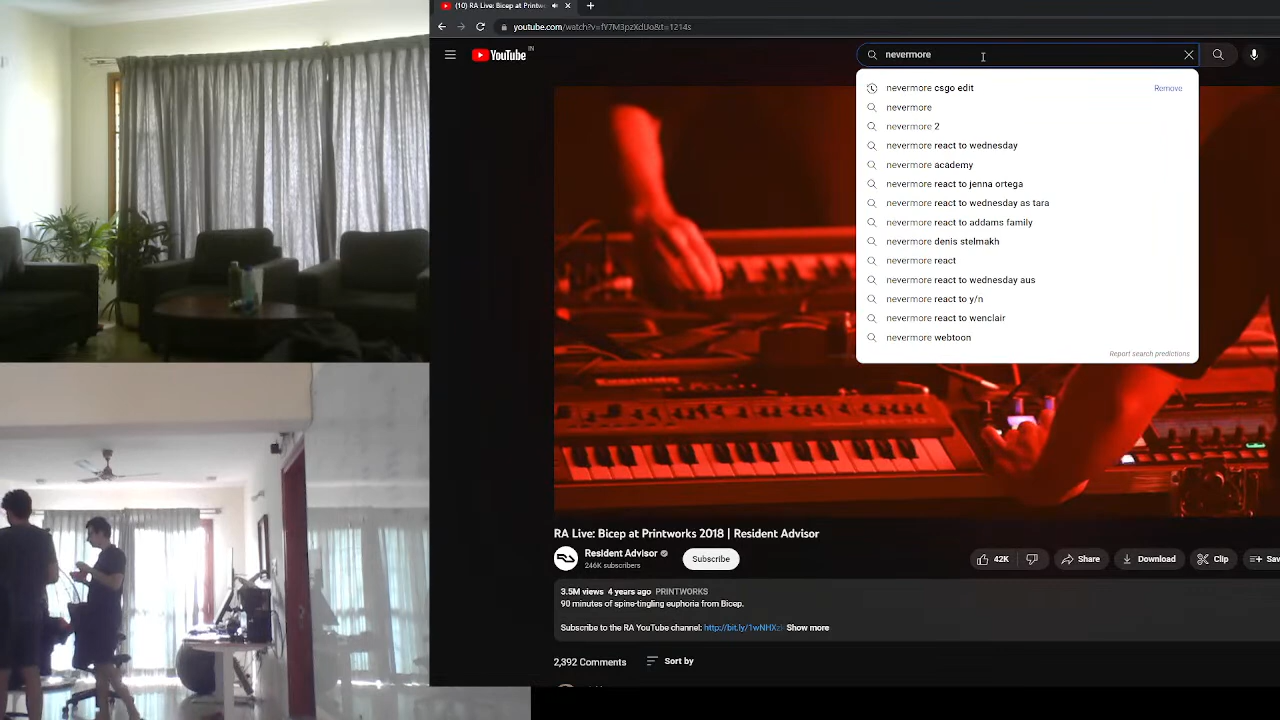 (10) RA Live: Bicep at Printw
youtube.com/watch?v=fY7M3pzXdUo&t=1214s
YouTube IN
nevermore
nevermore csgo edit Remove
nevermore
nevermore 2
nevermore react to wednesday
nevermore academy
nevermore react to jenna ortega
nevermore react to wednesday as tara
nevermore react to addams family
nevermore denis stelmakh
nevermore react
nevermore react to wednesday aus
nevermore react to y/n
nevermore react to wenclair
nevermore webtoon
Report search predictions
RA Live: Bicep at Printworks 2018 | Resident Advisor
Resident Advisor
246K subscribers
Subscribe
42K
Share
Download
Clip
Sav
3.5M views 4 years ago PRINTWORKS
90 minutes of spine-tingling euphoria from Bicep.
Subscribe to the RA YouTube channel: http://bit.ly/1wNHXz Show more
2,392 Comments Sort by